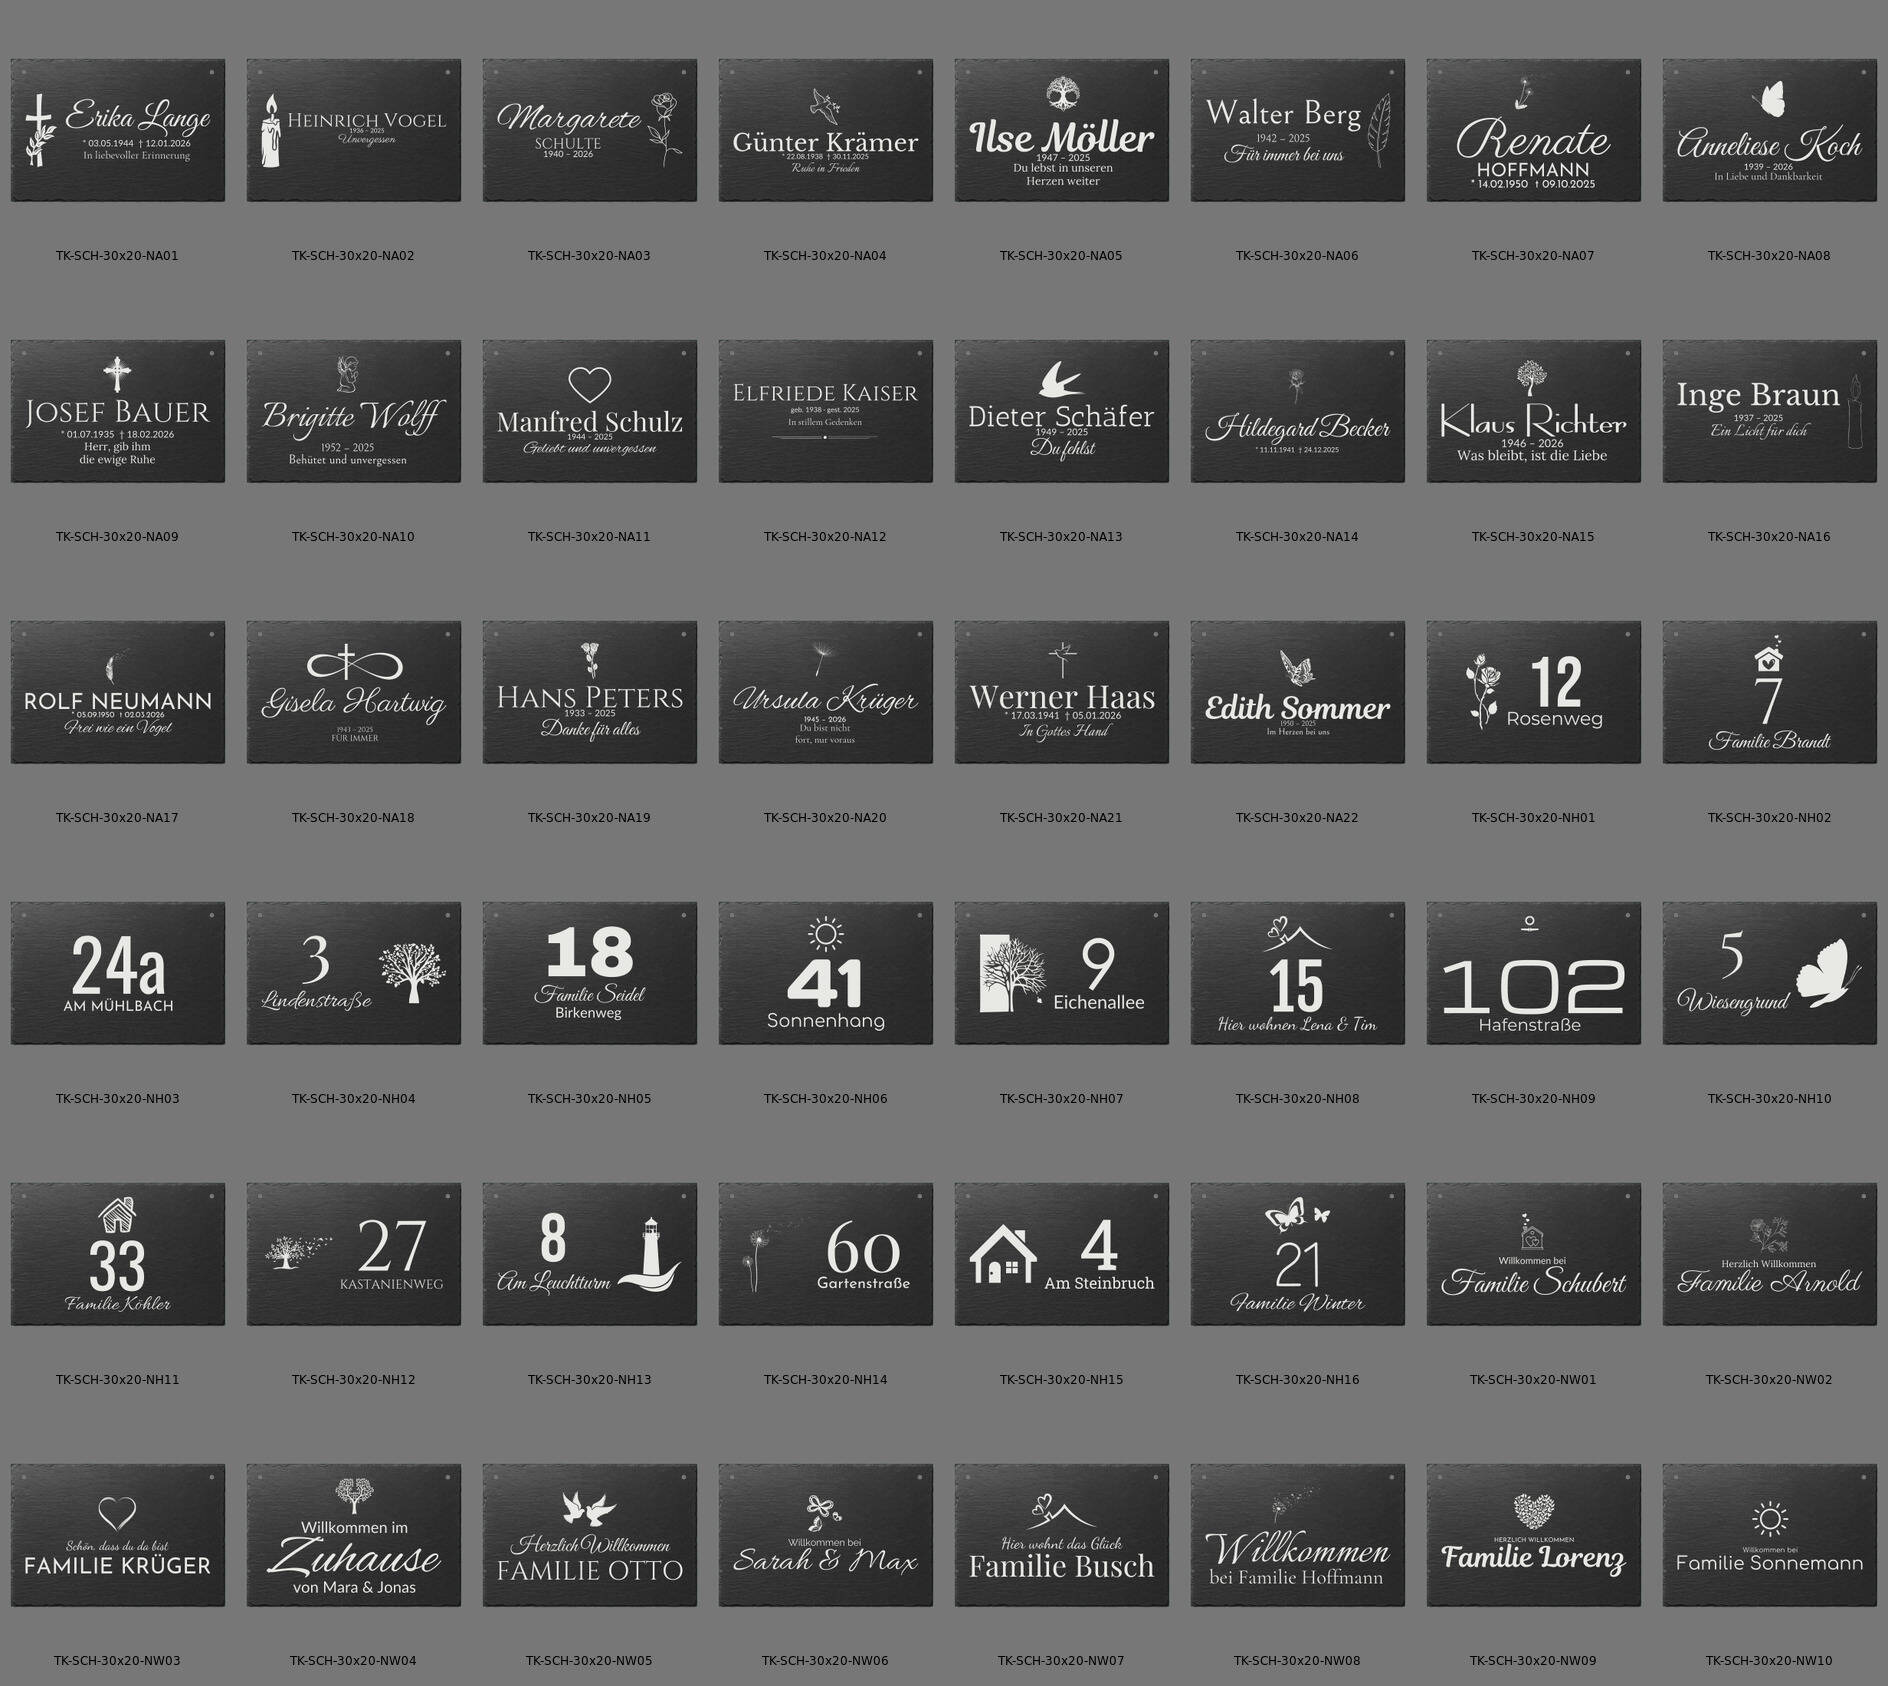 Erika Lange
* 03.05.1944 † 12.01.2026
In liebevoller Erinnerung
TK-SCH-30x20-NA01
HEINRICH VOGEL
1936 – 2025
Unvergessen
TK-SCH-30x20-NA02
Margarete
SCHULTE
1940 – 2026
TK-SCH-30x20-NA03
Günter Krämer
* 22.08.1938 † 30.11.2025
Ruhe in Frieden
TK-SCH-30x20-NA04
Ilse Möller
1947 – 2025
Du lebst in unseren
Herzen weiter
TK-SCH-30x20-NA05
Walter Berg
1942 – 2025
Für immer bei uns
TK-SCH-30x20-NA06
Renate
HOFFMANN
* 14.02.1950 † 09.10.2025
TK-SCH-30x20-NA07
Anneliese Koch
1939 – 2026
In Liebe und Dankbarkeit
TK-SCH-30x20-NA08
JOSEF BAUER
* 01.07.1935 † 18.02.2026
Herr, gib ihm
die ewige Ruhe
TK-SCH-30x20-NA09
Brigitte Wolff
1952 – 2025
Behütet und unvergessen
TK-SCH-30x20-NA10
Manfred Schulz
1944 – 2025
Geliebt und unvergessen
TK-SCH-30x20-NA11
ELFRIEDE KAISER
geb. 1938 · gest. 2025
In stillem Gedenken
TK-SCH-30x20-NA12
Dieter Schäfer
1949 – 2025
Du fehlst
TK-SCH-30x20-NA13
Hildegard Becker
* 11.11.1941 † 24.12.2025
TK-SCH-30x20-NA14
Klaus Richter
1946 – 2026
Was bleibt, ist die Liebe
TK-SCH-30x20-NA15
Inge Braun
1937 – 2025
Ein Licht für dich
TK-SCH-30x20-NA16
ROLF NEUMANN
* 05.09.1950 † 02.03.2026
Frei wie ein Vogel
TK-SCH-30x20-NA17
Gisela Hartwig
1943 – 2025
FÜR IMMER
TK-SCH-30x20-NA18
HANS PETERS
1933 – 2025
Danke für alles
TK-SCH-30x20-NA19
Ursula Krüger
1945 – 2026
Du bist nicht
fort, nur voraus
TK-SCH-30x20-NA20
Werner Haas
* 17.03.1941 † 05.01.2026
In Gottes Hand
TK-SCH-30x20-NA21
Edith Sommer
1950 – 2025
Im Herzen bei uns
TK-SCH-30x20-NA22
12
Rosenweg
TK-SCH-30x20-NH01
7
Familie Brandt
TK-SCH-30x20-NH02
24a
AM MÜHLBACH
TK-SCH-30x20-NH03
3
Lindenstraße
TK-SCH-30x20-NH04
18
Familie Seidel
Birkenweg
TK-SCH-30x20-NH05
41
Sonnenhang
TK-SCH-30x20-NH06
9
Eichenallee
TK-SCH-30x20-NH07
15
Hier wohnen Lena & Tim
TK-SCH-30x20-NH08
102
Hafenstraße
TK-SCH-30x20-NH09
5
Wiesengrund
TK-SCH-30x20-NH10
33
Familie Köhler
TK-SCH-30x20-NH11
27
KASTANIENWEG
TK-SCH-30x20-NH12
8
Am Leuchtturm
TK-SCH-30x20-NH13
60
Gartenstraße
TK-SCH-30x20-NH14
4
Am Steinbruch
TK-SCH-30x20-NH15
21
Familie Winter
TK-SCH-30x20-NH16
Willkommen bei
Familie Schubert
TK-SCH-30x20-NW01
Herzlich Willkommen
Familie Arnold
TK-SCH-30x20-NW02
Schön, dass du da bist
FAMILIE KRÜGER
TK-SCH-30x20-NW03
Willkommen im
Zuhause
von Mara & Jonas
TK-SCH-30x20-NW04
Herzlich Willkommen
FAMILIE OTTO
TK-SCH-30x20-NW05
Willkommen bei
Sarah & Max
TK-SCH-30x20-NW06
Hier wohnt das Glück
Familie Busch
TK-SCH-30x20-NW07
Willkommen
bei Familie Hoffmann
TK-SCH-30x20-NW08
HERZLICH WILLKOMMEN
Familie Lorenz
TK-SCH-30x20-NW09
Willkommen bei
Familie Sonnemann
TK-SCH-30x20-NW10